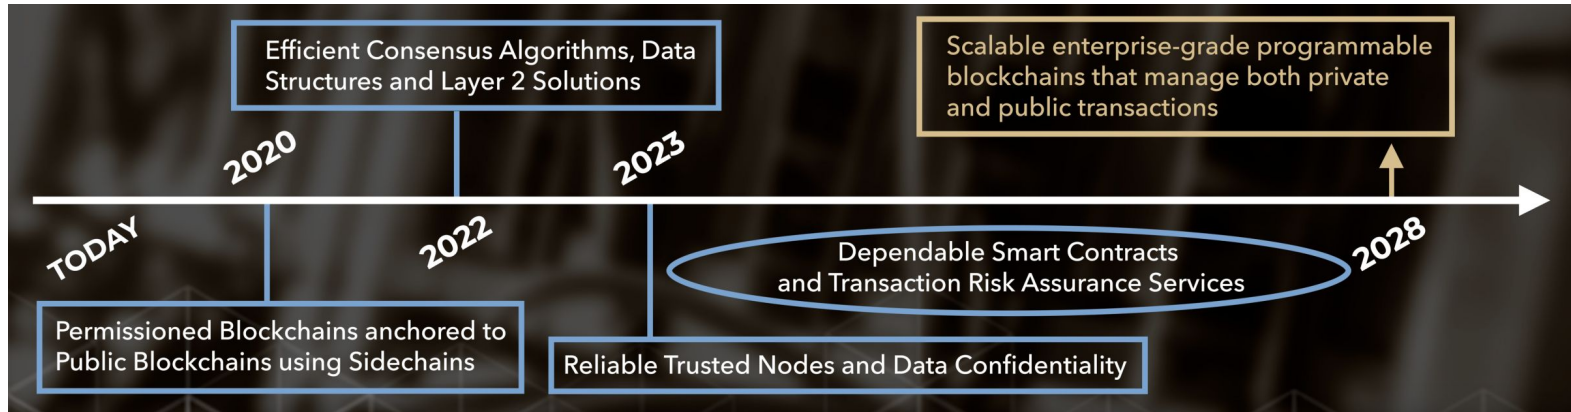 Efficient Consensus Algorithms, Data
Structures and Layer 2 Solutions
Scalable enterprise-grade programmable
blockchains that manage both private
and public transactions
2020
2023
TODAY
2022
2028
Dependable Smart Contracts
and Transaction Risk Assurance Services
Permissioned Blockchains anchored to
Public Blockchains using Sidechains
Reliable Trusted Nodes and Data Confidentiality